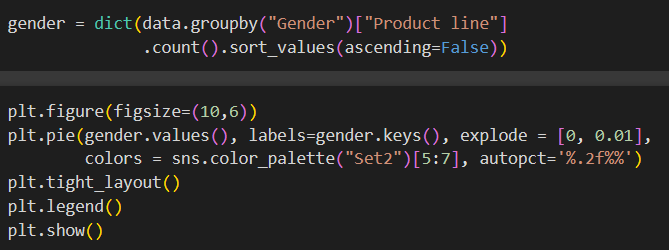 gender = dict(data.groupby("Gender")["Product line"]
.count().sort_values(ascending=False))
plt.figure(figsize=(10,6))
plt.pie(gender.values(), labels=gender.keys(), explode = [0, 0.01],
colors = sns.color_palette("Set2")[5:7], autopct='%.2f%%')
plt.tight_layout()
plt.legend()
plt.show()